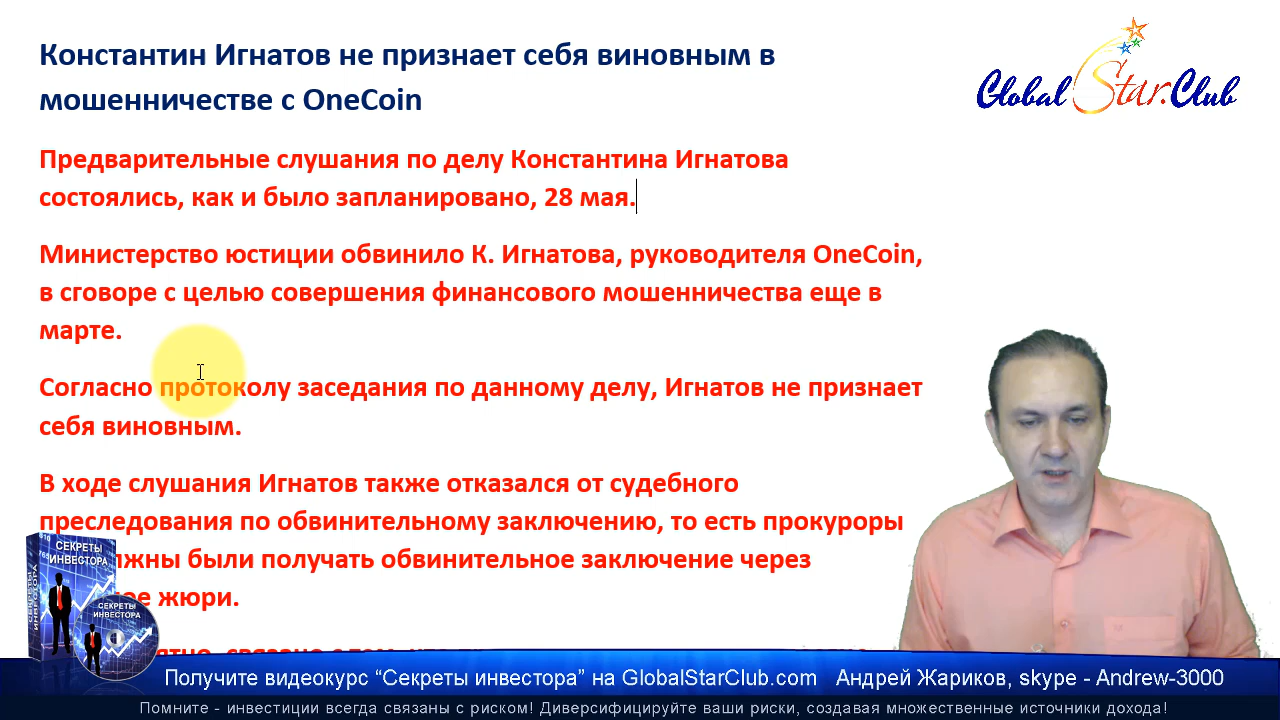 Константин Игнатов не признает себя виновным в
мошенничестве с OneCoin
Global Star.Club
Предварительные слушания по делу Константина Игнатова
состоялись, как и было запланировано, 28 мая.
Министерство юстиции обвинило К. Игнатова, руководителя OneCoin,
в сговоре с целью совершения финансового мошенничества еще в
марте.
Согласно протоколу заседания по данному делу, Игнатов не признает
себя виновным.
В ходе слушания Игнатов также отказался от судебного
преследования по обвинительному заключению, то есть прокуроры
были получать обвинительное заключение через
жюри.
СЕКРЕТЫ
ИНВЕСТОРА
СЕКРЕТЫ
ИНВЕСТОРА
Получите видеокурс “Секреты инвестора” на GlobalStarClub.com Андрей Жариков, skype - Andrew-3000
Помните - инвестиции всегда связаны с риском! Диверсифицируйте ваши риски, создавая множественные источники дохода!